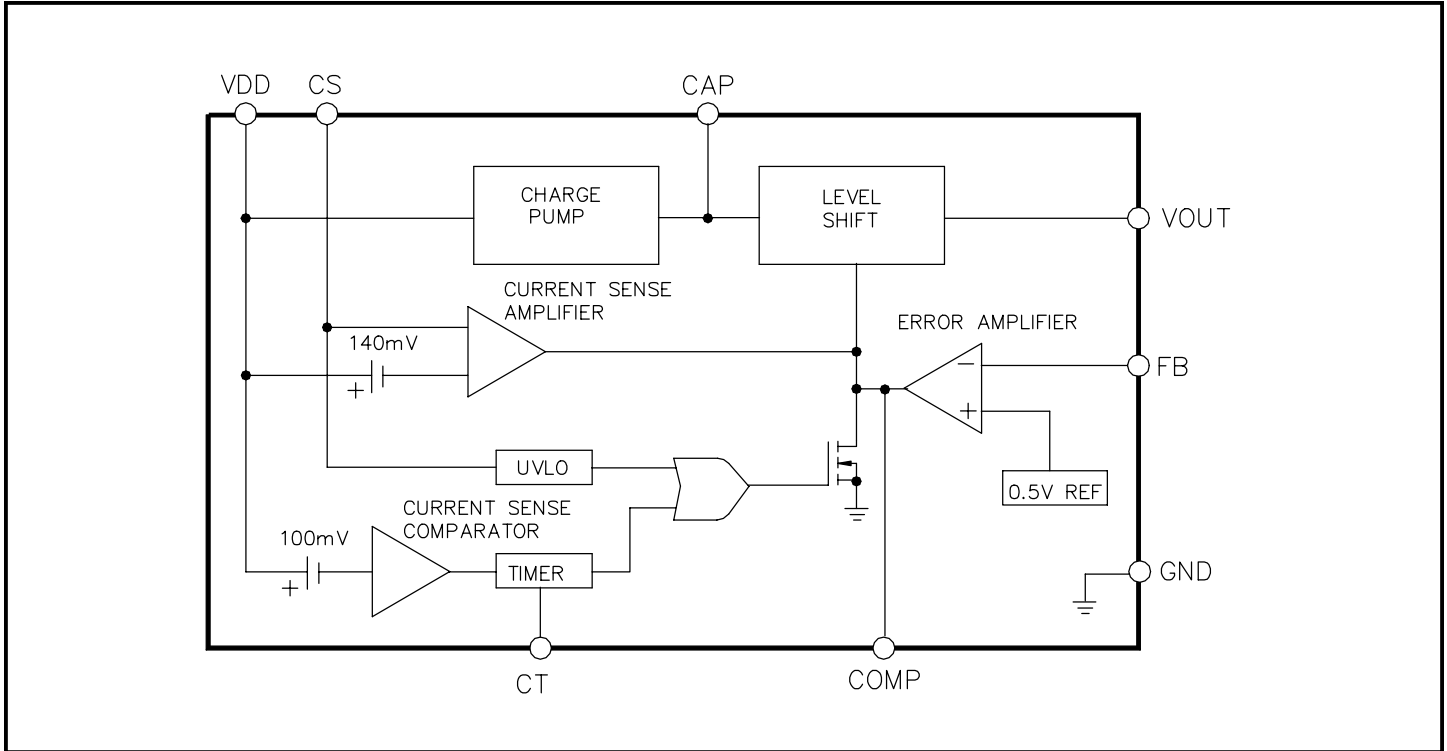 VDD
CS
CAP
CHARGE
PUMP
LEVEL
SHIFT
VOUT
CURRENT SENSE
AMPLIFIER
140mV
+
ERROR AMPLIFIER
−
+
FB
UVLO
0.5V REF
CURRENT SENSE
COMPARATOR
100mV
+
TIMER
GND
CT
COMP